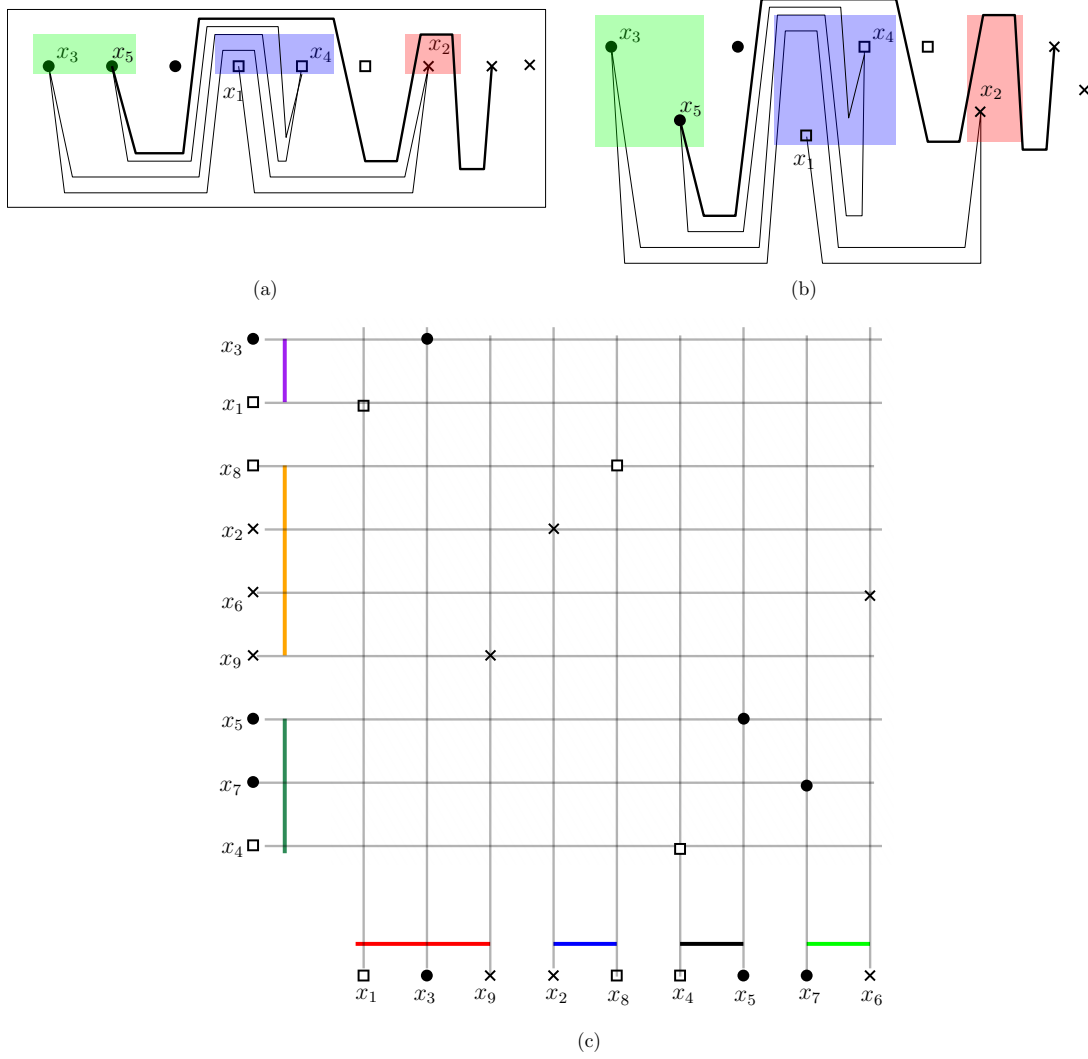 x₃ x₅ x₄ x₂
x₁
(a)
x₃ x₄
x₅ x₂
x₁
(b)
x₃
x₁
x₈
x₂
x₆
x₉
x₅
x₇
x₄
x₁ x₃ x₉ x₂ x₈ x₄ x₅ x₇ x₆
(c)